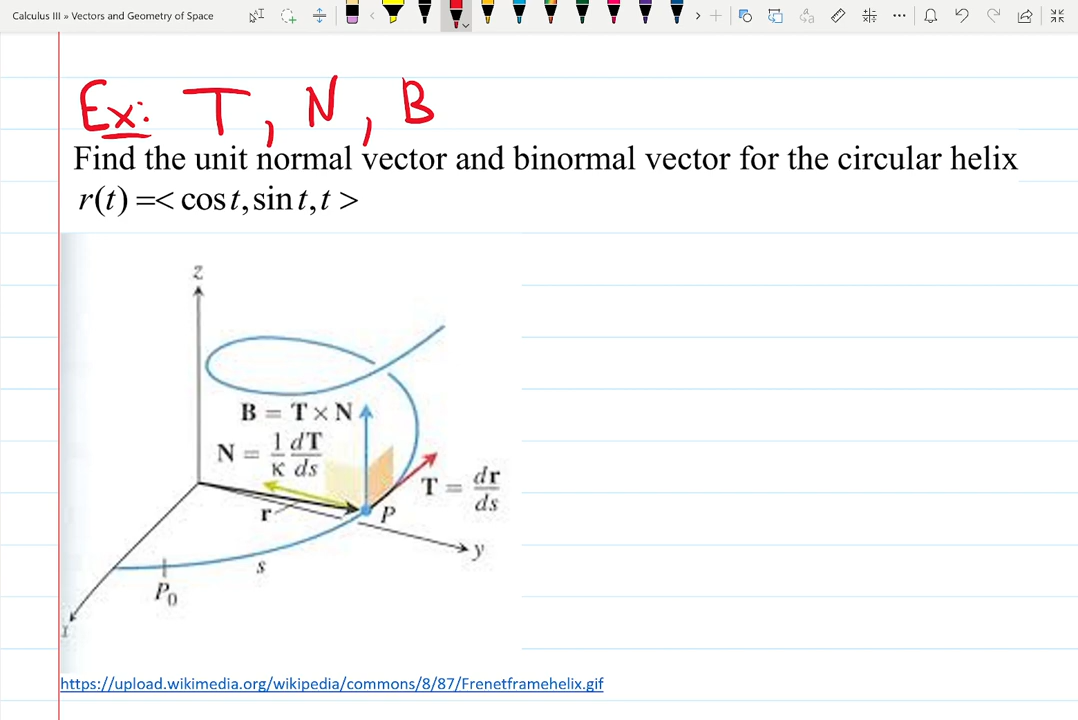 Calculus III » Vectors and Geometry of Space
Ex: T, N, B
Find the unit normal vector and binormal vector for the circular helix
r(t) =< cos t, sin t, t >
z
B = T × N
N = 1/κ dT/ds
T = dr/ds
r
P
y
s
P₀
https://upload.wikimedia.org/wikipedia/commons/8/87/Frenetframehelix.gif